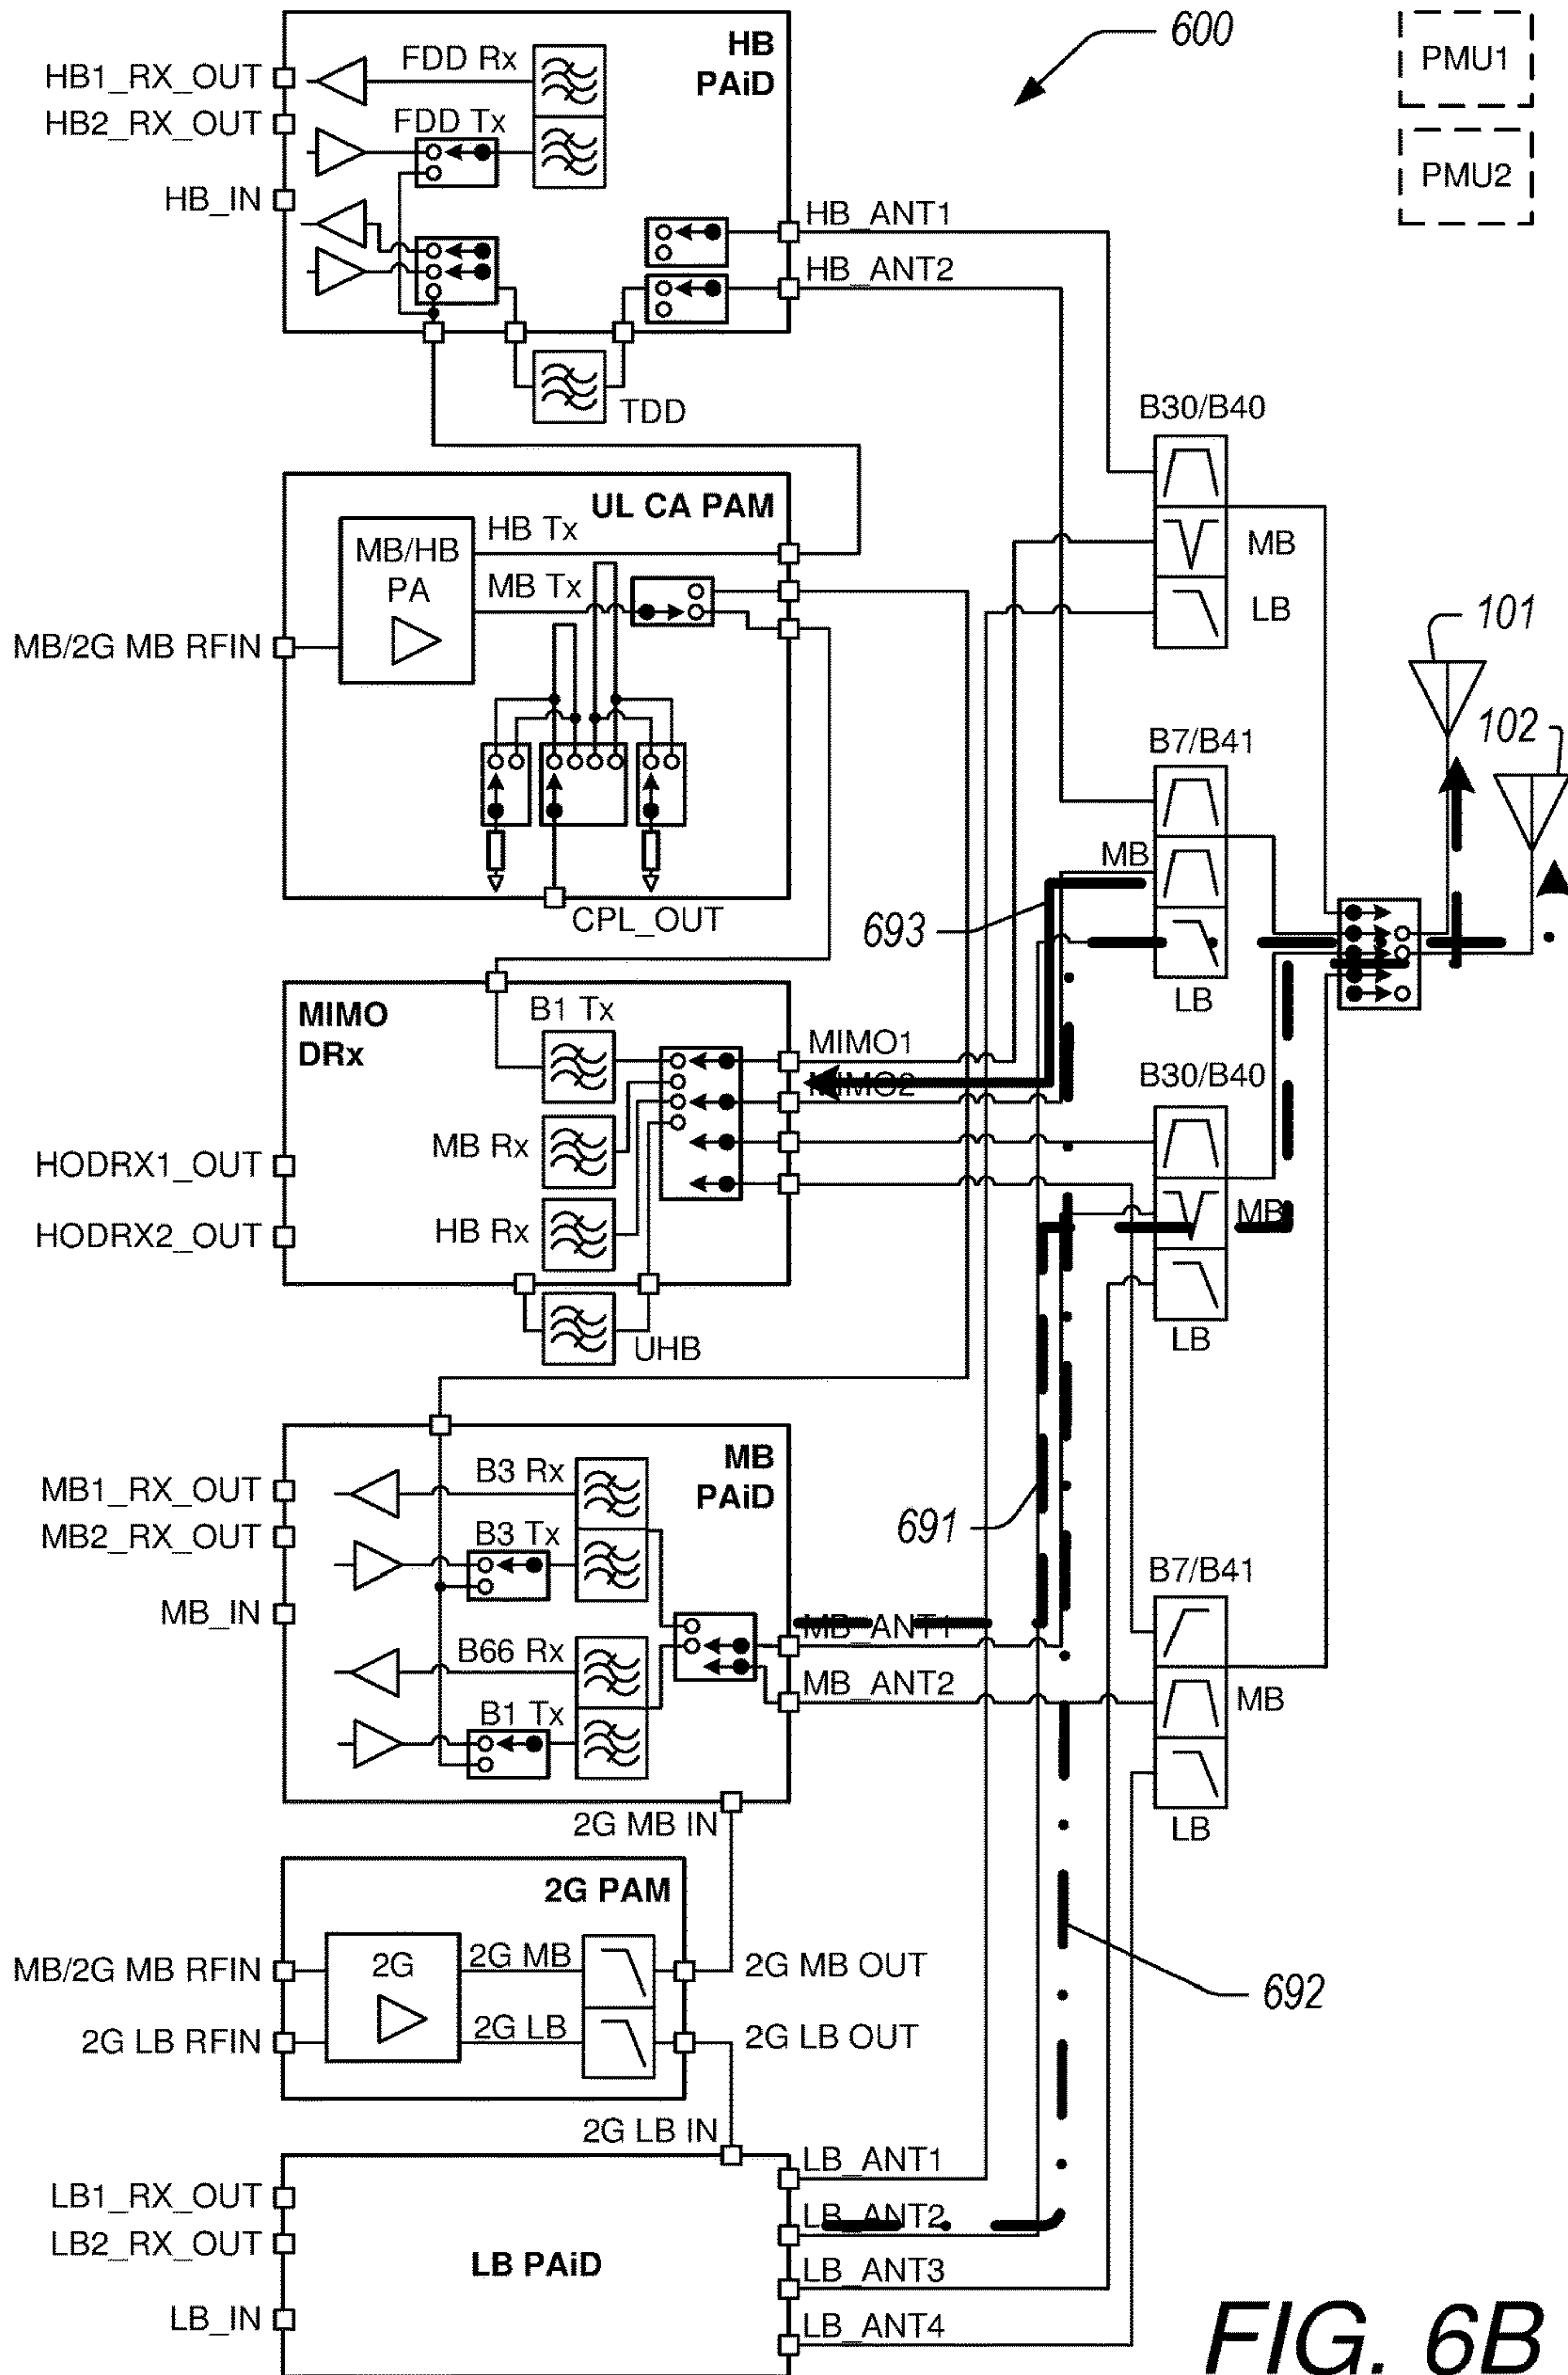 600
PMU1
PMU2
HB
PAiD
FDD Rx
FDD Tx
HB1_RX_OUT
HB2_RX_OUT
HB_IN
HB_ANT1
HB_ANT2
TDD
B30/B40
MB
LB
UL CA PAM
MB/HB
PA
HB Tx
MB Tx
MB/2G MB RFIN
CPL_OUT
101
102
B7/B41
MB
LB
693
MIMO
DRx
B1 Tx
MB Rx
HB Rx
UHB
MIMO1
MIMO2
HODRX1_OUT
HODRX2_OUT
B30/B40
MB
LB
MB
PAiD
B3 Rx
B3 Tx
B66 Rx
B1 Tx
MB1_RX_OUT
MB2_RX_OUT
MB_IN
691
MB_ANT1
MB_ANT2
B7/B41
MB
LB
2G MB IN
2G PAM
2G
2G MB
2G LB
MB/2G MB RFIN
2G LB RFIN
2G MB OUT
2G LB OUT
692
2G LB IN
LB1_RX_OUT
LB2_RX_OUT
LB_IN
LB PAiD
LB_ANT1
LB_ANT2
LB_ANT3
LB_ANT4
FIG. 6B